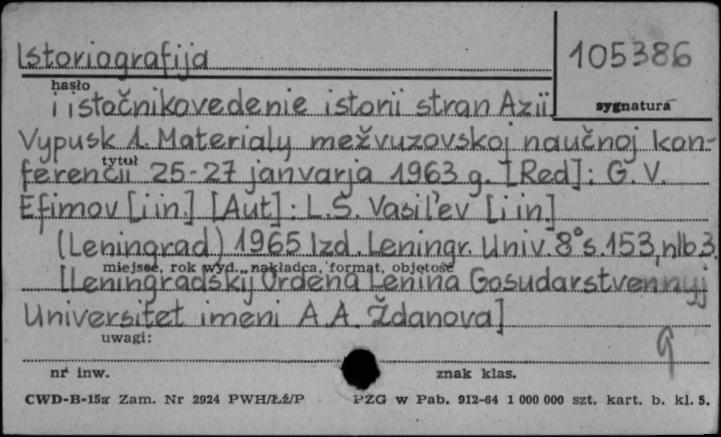 Istoriografija
105386
hasło
i istočnikovedenie istorii stran Azii
sygnatura
Vypusk 1. Materialy mežvuzovskoj naučnoj kon-
tytuł
ferencii 25-27 janvarja 1963 g. [Red]: G. V.
Efimov [i in.] [Aut]: L.S. Vasil'ev [i in]
(Leningrad) 1965 Izd. Leningr. Univ. 8° s. 153, nlb 3.
miejsc, rok wyd., nakładca, format, objętość
[Leningradskij Ordena Lenina Gosudarstvennyj
Universitet imeni A.A. Ždanova]
uwagi:
9
nr inw.
znak klas.
CWD-B-15a Zam. Nr 2924 PWH/Łź/P PZG w Pab. 912-64 1 000 000 szt. kart. b. kl. 5.